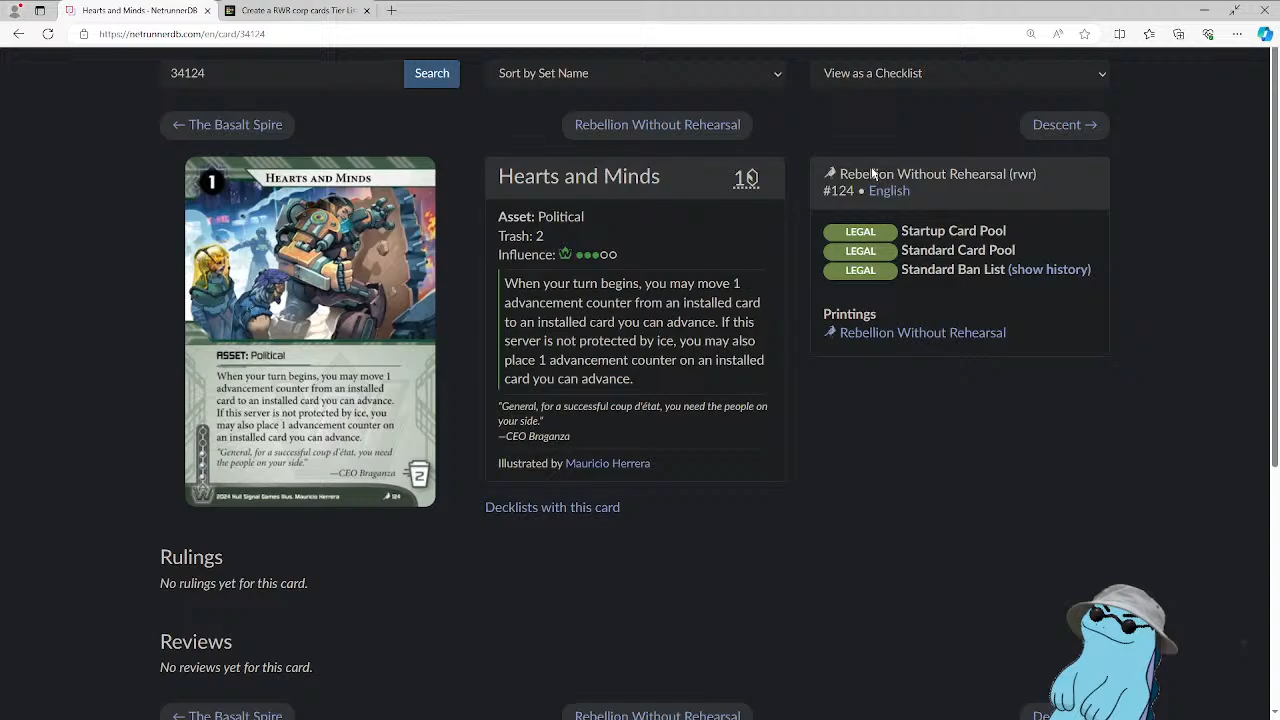 Hearts and Minds - NetrunnerDB
Create a RWR corp cards Tier Lis
https://netrunnerdb.com/en/card/34124
34124
Search
Sort by Set Name
View as a Checklist
← The Basalt Spire
Rebellion Without Rehearsal
Descent →
1
HEARTS AND MINDS
ASSET: Political
When your turn begins, you may move 1
advancement counter from an installed
card to an installed card you can advance.
If this server is not protected by ice, you
may also place 1 advancement counter on
an installed card you can advance.
"General, for a successful coup d'état, you need
the people on your side."
—CEO Braganza
2
2024 Null Signal Games Illus. Mauricio Herrera
124
Hearts and Minds
1
Asset: Political
Trash: 2
Influence:
When your turn begins, you may move 1
advancement counter from an installed card
to an installed card you can advance. If this
server is not protected by ice, you may also
place 1 advancement counter on an installed
card you can advance.
"General, for a successful coup d'état, you need the people on
your side."
—CEO Braganza
Illustrated by Mauricio Herrera
Decklists with this card
Rebellion Without Rehearsal (rwr)
#124 • English
LEGAL Startup Card Pool
LEGAL Standard Card Pool
LEGAL Standard Ban List (show history)
Printings
Rebellion Without Rehearsal
Rulings
No rulings yet for this card.
Reviews
No reviews yet for this card.
← The Basalt Spire
Rebellion Without Rehearsal
De